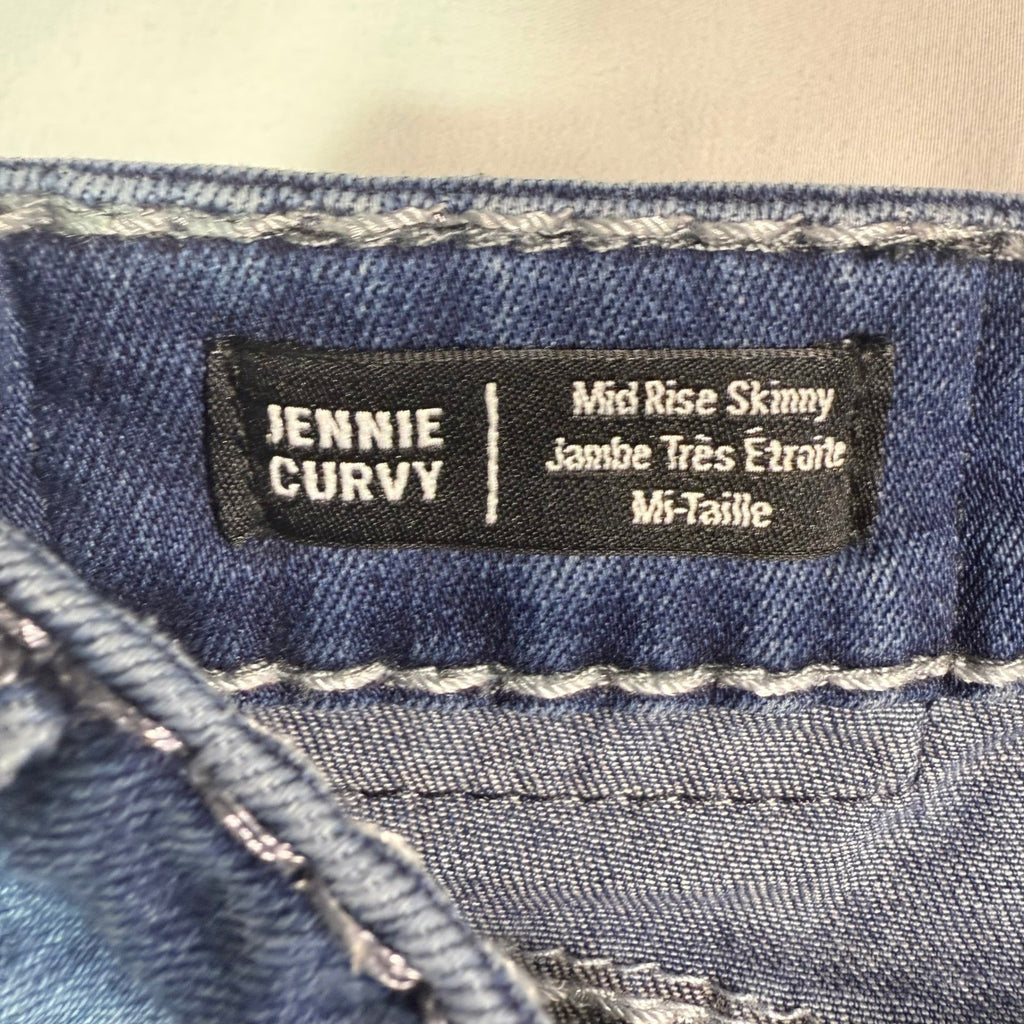 JENNIE
CURVY
Mid Rise Skinny
Jambe Très Étroite
Mi-Taille